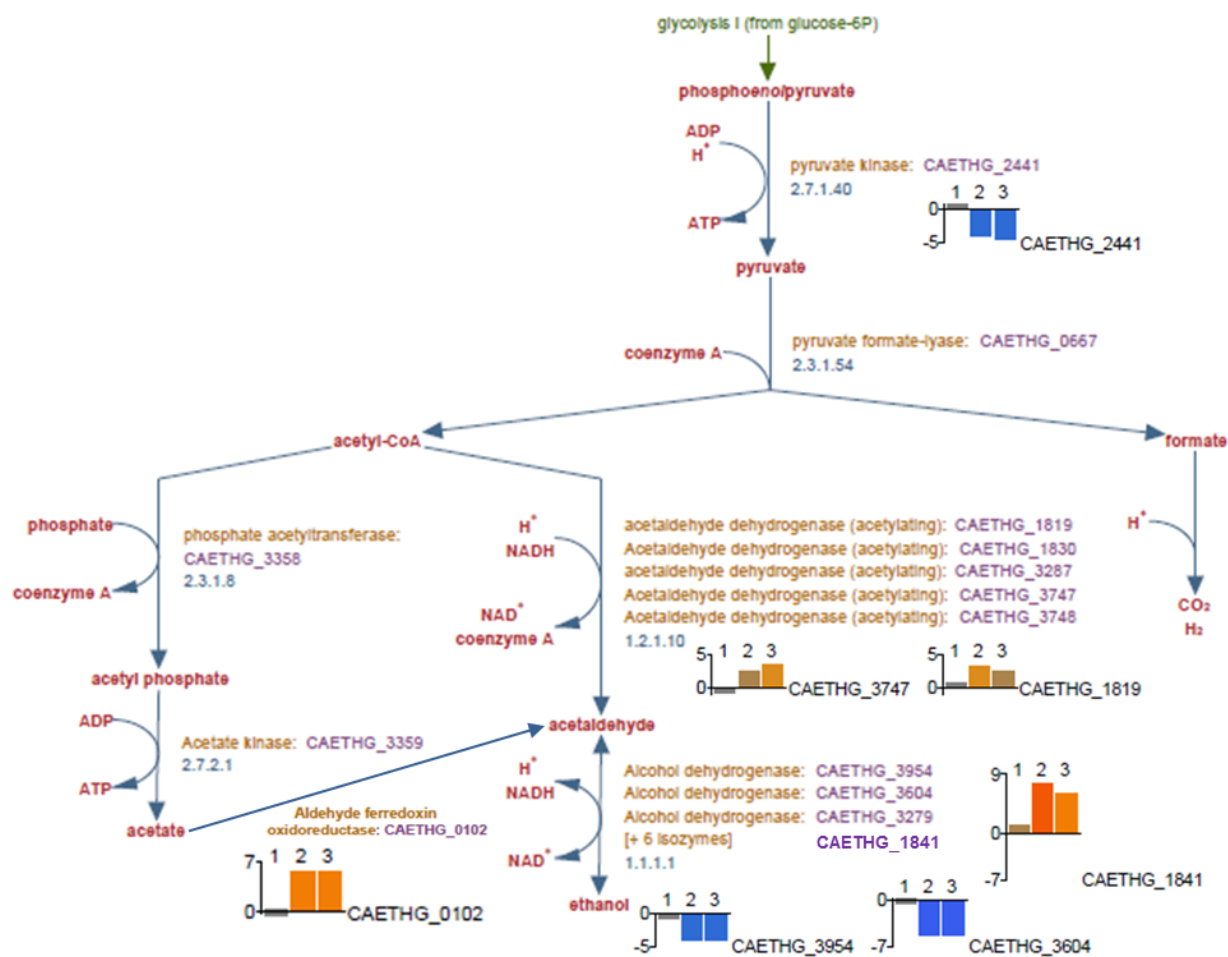 glycolysis I (from glucose-6P)
phosphoenolpyruvate
ADP
H+
ATP
pyruvate kinase: CAETHG_2441
2.7.1.40
1 2 3
0
-5
CAETHG_2441
pyruvate
coenzyme A
pyruvate formate-lyase: CAETHG_0667
2.3.1.54
acetyl-CoA
formate
phosphate
coenzyme A
phosphate acetyltransferase:
CAETHG_3358
2.3.1.8
H+
NADH
NAD+
coenzyme A
acetaldehyde dehydrogenase (acetylating): CAETHG_1819
Acetaldehyde dehydrogenase (acetylating): CAETHG_1830
acetaldehyde dehydrogenase (acetylating): CAETHG_3287
Acetaldehyde dehydrogenase (acetylating): CAETHG_3747
Acetaldehyde dehydrogenase (acetylating): CAETHG_3748
1.2.1.10
H+
CO2
H2
5
0
1 2 3
CAETHG_3747
5
0
1 2 3
CAETHG_1819
acetyl phosphate
ADP
ATP
Acetate kinase: CAETHG_3359
2.7.2.1
acetate
acetaldehyde
Aldehyde ferredoxin
oxidoreductase: CAETHG_0102
1 2 3
7
0
CAETHG_0102
H+
NADH
NAD+
Alcohol dehydrogenase: CAETHG_3954
Alcohol dehydrogenase: CAETHG_3604
Alcohol dehydrogenase: CAETHG_3279
[+ 6 isozymes] CAETHG_1841
1.1.1.1
9
0
-7
1 2 3
CAETHG_1841
ethanol
1 2 3
0
-5
CAETHG_3954
1 2 3
0
-7
CAETHG_3604